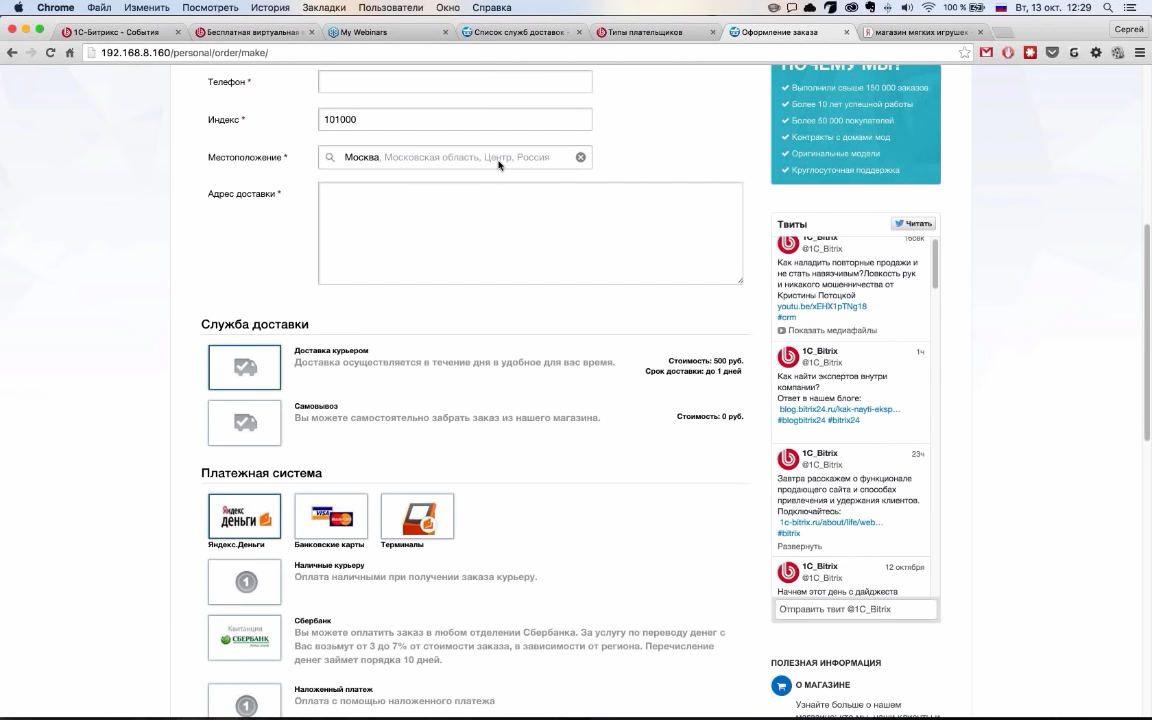 Chrome Файл Изменить Посмотреть История Закладки Пользователи Окно Справка 100 % Вт, 13 окт. 12:29
1С-Битрикс - События Бесплатная виртуальная My Webinars Список служб доставок - Типы плательщиков Оформление заказа магазин мягких игрушек Сергей
192.168.8.160/personal/order/make/
Телефон *
Индекс * 101000
Местоположение * Москва, Московская область, Центр, Россия
Адрес доставки *
Служба доставки
Доставка курьером
Доставка осуществляется в течение дня в удобное для вас время.
Стоимость: 500 руб.
Срок доставки: до 1 дней
Самовывоз
Вы можете самостоятельно забрать заказ из нашего магазина.
Стоимость: 0 руб.
Платежная система
Яндекс
деньги
VISA
MasterCard
Яндекс.Деньги Банковские карты Терминалы
Наличные курьеру
Оплата наличными при получении заказа курьеру.
Квитанция
СБЕРБАНК
Сбербанк
Вы можете оплатить заказ в любом отделении Сбербанка. За услугу по переводу денег с
Вас возьмут от 3 до 7% от стоимости заказа, в зависимости от региона. Перечисление
денег займет порядка 10 дней.
Наложенный платеж
Оплата с помощью наложенного платежа
ПОЧЕМУ МЫ?
Выполнили свыше 150 000 заказов
Более 10 лет успешной работы
Более 50 000 покупателей
Контракты с домами мод
Оригинальные модели
Круглосуточная поддержка
Твиты Читать
1C_Bitrix 16сек
@1C_Bitrix
Как наладить повторные продажи и
не стать навязчивым?Ловкость рук
и никакого мошенничества от
Кристины Потоцкой
youtu.be/xEHX1pTNg18
#crm
Показать медиафайлы
1C_Bitrix 1ч
@1C_Bitrix
Как найти экспертов внутри
компании?
Ответ в нашем блоге:
blog.bitrix24.ru/kak-nayti-eksp…
#blogbitrix24 #bitrix24
1C_Bitrix 23ч
@1C_Bitrix
Завтра расскажем о функционале
продающего сайта и способах
привлечения и удержания клиентов.
Подключайтесь:
1c-bitrix.ru/about/life/web…
#bitrix
Развернуть
1C_Bitrix 12 октября
@1C_Bitrix
Начнем этот день с дайджеста
Отправить твит @1C_Bitrix
ПОЛЕЗНАЯ ИНФОРМАЦИЯ
О МАГАЗИНЕ
Узнайте больше о нашем